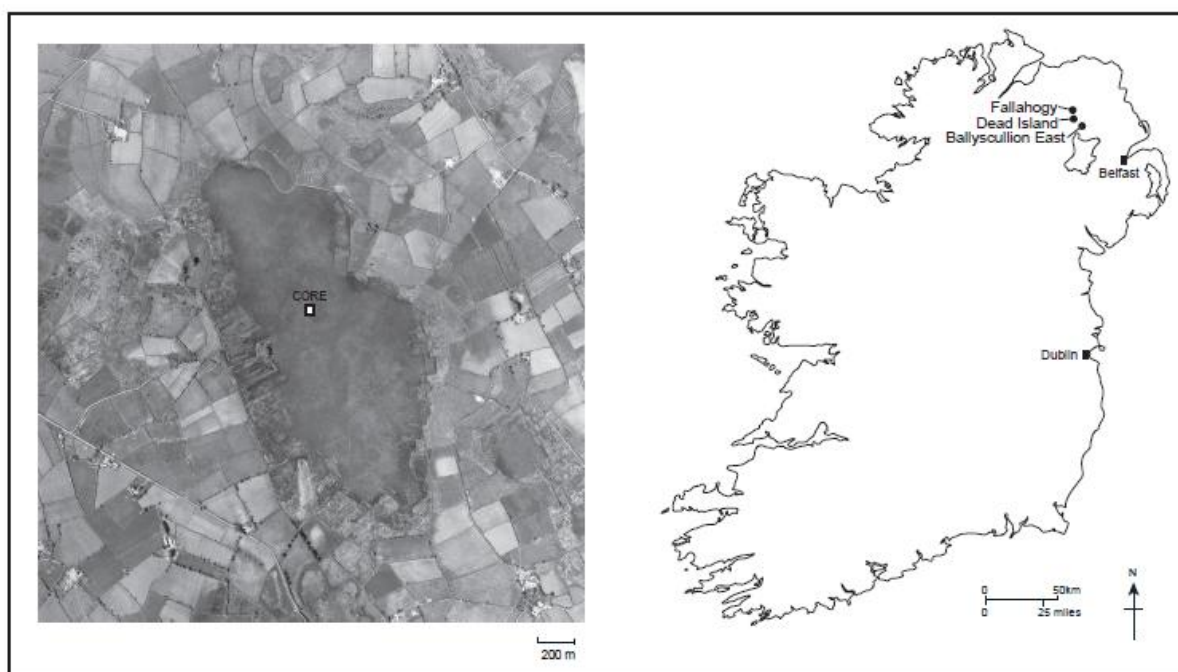 CORE
200 m
Fallahogy
Dead Island
Ballyscullion East
Belfast
Dublin
N
0 50km
0 25 miles